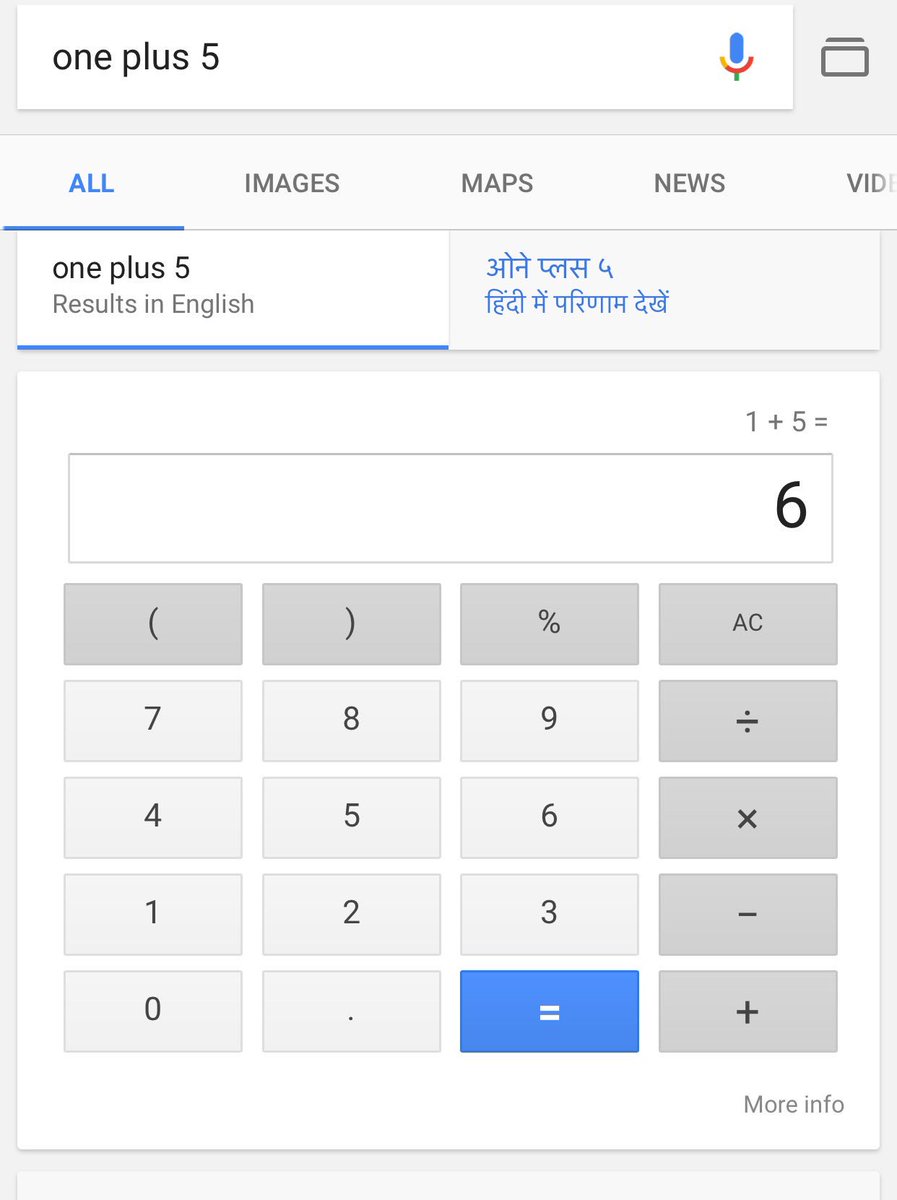 one plus 5
ALL IMAGES MAPS NEWS VIDE
one plus 5
Results in English
ओने प्लस ५
हिंदी में परिणाम देखें
1 + 5 =
6
( ) % AC
7 8 9 ÷
4 5 6 ×
1 2 3 −
0 . = +
More info